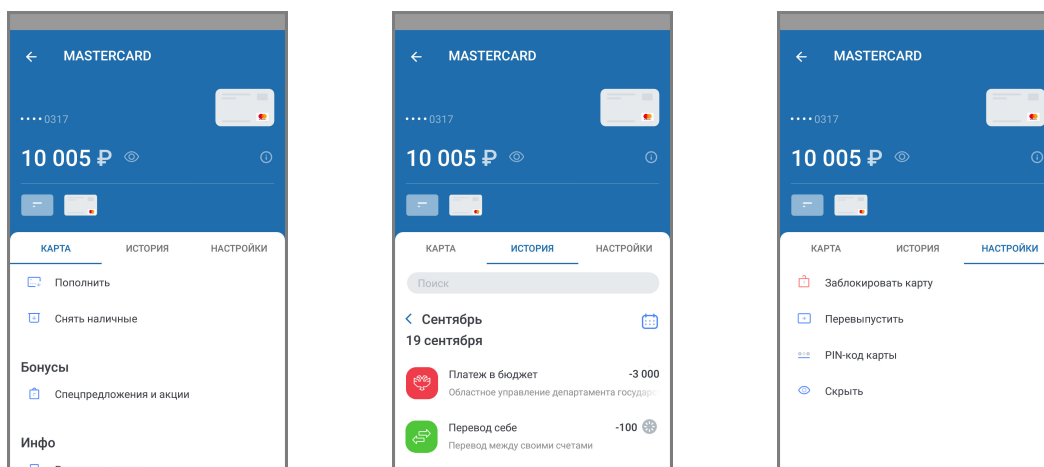 MASTERCARD
•••• 0317
10 005 ₽
КАРТА ИСТОРИЯ НАСТРОЙКИ
Пополнить
Снять наличные
Бонусы
Спецпредложения и акции
Инфо
MASTERCARD
•••• 0317
10 005 ₽
КАРТА ИСТОРИЯ НАСТРОЙКИ
Поиск
Сентябрь
19 сентября
Платеж в бюджет -3 000
Областное управление департамента государс
Перевод себе -100
Перевод между своими счетами
MASTERCARD
•••• 0317
10 005 ₽
КАРТА ИСТОРИЯ НАСТРОЙКИ
Заблокировать карту
Перевыпустить
PIN-код карты
Скрыть